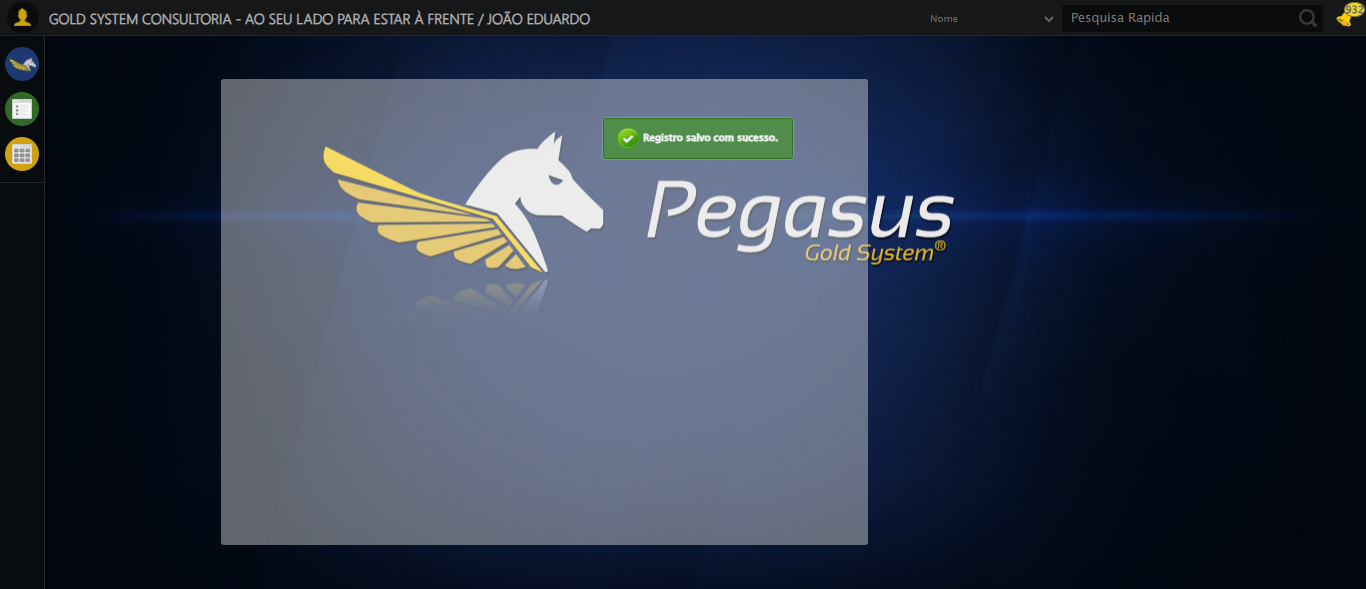 GOLD SYSTEM CONSULTORIA - AO SEU LADO PARA ESTAR À FRENTE / JOÃO EDUARDO
Nome
Pesquisa Rapida
932
Registro salvo com sucesso.
Pegasus
Gold System®